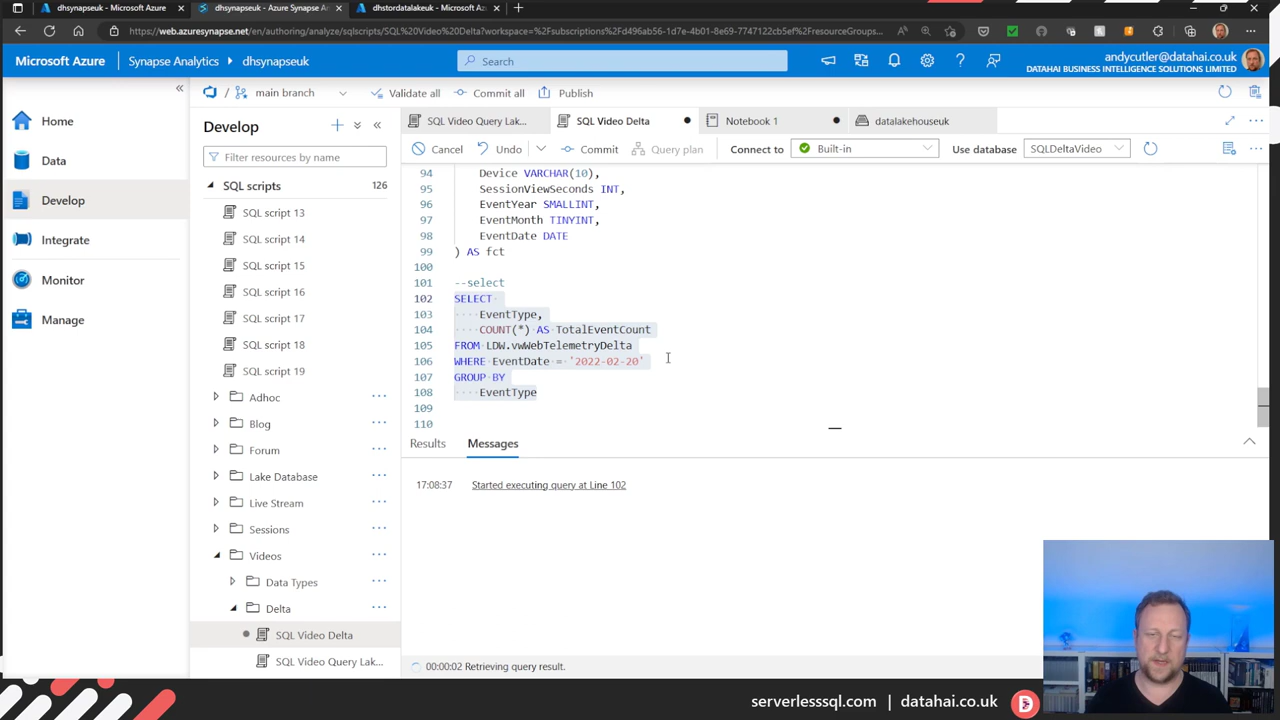 dhsynapseuk - Microsoft Azure
dhsynapseuk - Azure Synapse An
dhstordatalakeuk - Microsoft Azure
https://web.azuresynapse.net/en/authoring/analyze/sqlscripts/SQL%20Video%20Delta?workspace=%2Fsubscriptions%2Fd496ab56-1d7e-4b01-8e69-7747122cb5ef%2FresourceGroups...
Microsoft Azure
Synapse Analytics
dhsynapseuk
Search
andycutler@datahai.co.uk
DATAHAI BUSINESS INTELLIGENCE SOLUTIONS LIMITED
Home
Data
Develop
Integrate
Monitor
Manage
main branch
Validate all
Commit all
Publish
Develop
Filter resources by name
SQL scripts 126
SQL script 13
SQL script 14
SQL script 15
SQL script 16
SQL script 17
SQL script 18
SQL script 19
Adhoc
Blog
Forum
Lake Database
Live Stream
Sessions
Videos
Data Types
Delta
SQL Video Delta
SQL Video Query Lak...
SQL Video Query Lak...
SQL Video Delta
Notebook 1
datalakehouseuk
Cancel
Undo
Commit
Query plan
Connect to
Built-in
Use database
SQLDeltaVideo
94 Device VARCHAR(10),
95 SessionViewSeconds INT,
96 EventYear SMALLINT,
97 EventMonth TINYINT,
98 EventDate DATE
99 ) AS fct
100
101 --select
102 SELECT
103 EventType,
104 COUNT(*) AS TotalEventCount
105 FROM LDW.vwWebTelemetryDelta
106 WHERE EventDate = '2022-02-20'
107 GROUP BY
108 EventType
109
110
Results
Messages
17:08:37 Started executing query at Line 102
00:00:02 Retrieving query result.
serverlesssql.com | datahai.co.uk